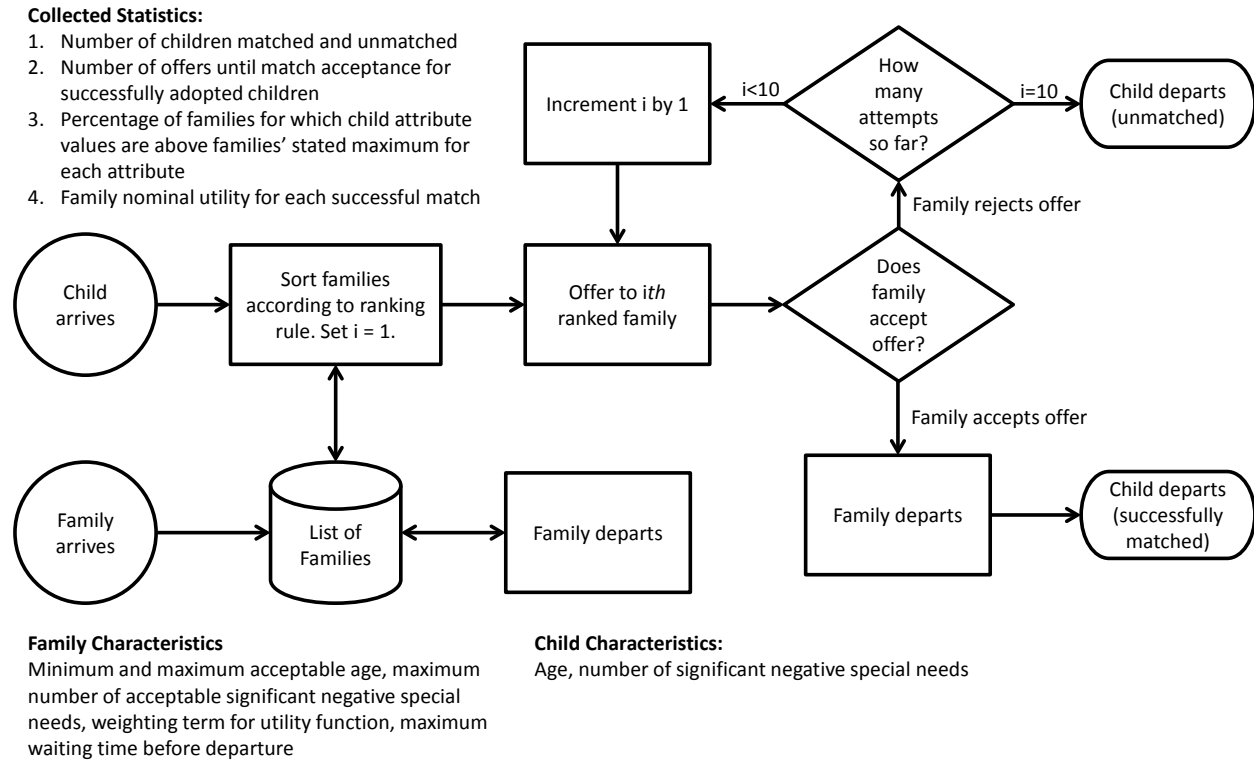 Collected Statistics:
1. Number of children matched and unmatched
2. Number of offers until match acceptance for
successfully adopted children
3. Percentage of families for which child attribute
values are above families' stated maximum for
each attribute
4. Family nominal utility for each successful match
Increment i by 1
i<10
How
many
attempts
so far?
i=10
Child departs
(unmatched)
Family rejects offer
Child
arrives
Sort families
according to ranking
rule. Set i = 1.
Offer to ith
ranked family
Does
family
accept
offer?
Family accepts offer
Family
arrives
List of
Families
Family departs
Family departs
Child departs
(successfully
matched)
Family Characteristics
Minimum and maximum acceptable age, maximum
number of acceptable significant negative special
needs, weighting term for utility function, maximum
waiting time before departure
Child Characteristics:
Age, number of significant negative special needs